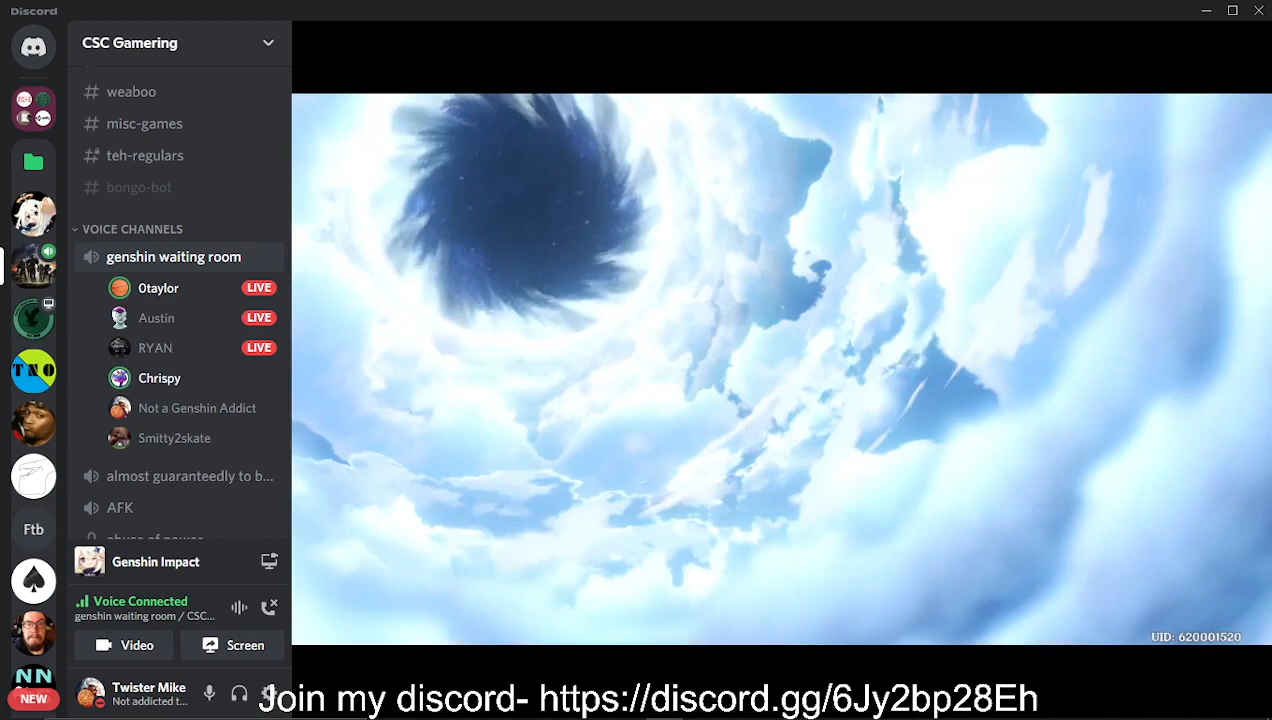 Discord
CSC Gamering
weaboo
misc-games
teh-regulars
bongo-bot
VOICE CHANNELS
genshin waiting room
Otaylor LIVE
Austin LIVE
RYAN LIVE
Chrispy
Not a Genshin Addict
Smitty2skate
almost guaranteedly to b...
AFK
abuse of power
TNO
Ftb
NN
NEW
Genshin Impact
Voice Connected
genshin waiting room / CSC...
Video
Screen
Twister Mike
Not addicted t...
UID: 620001520
Join my discord- https://discord.gg/6Jy2bp28Eh